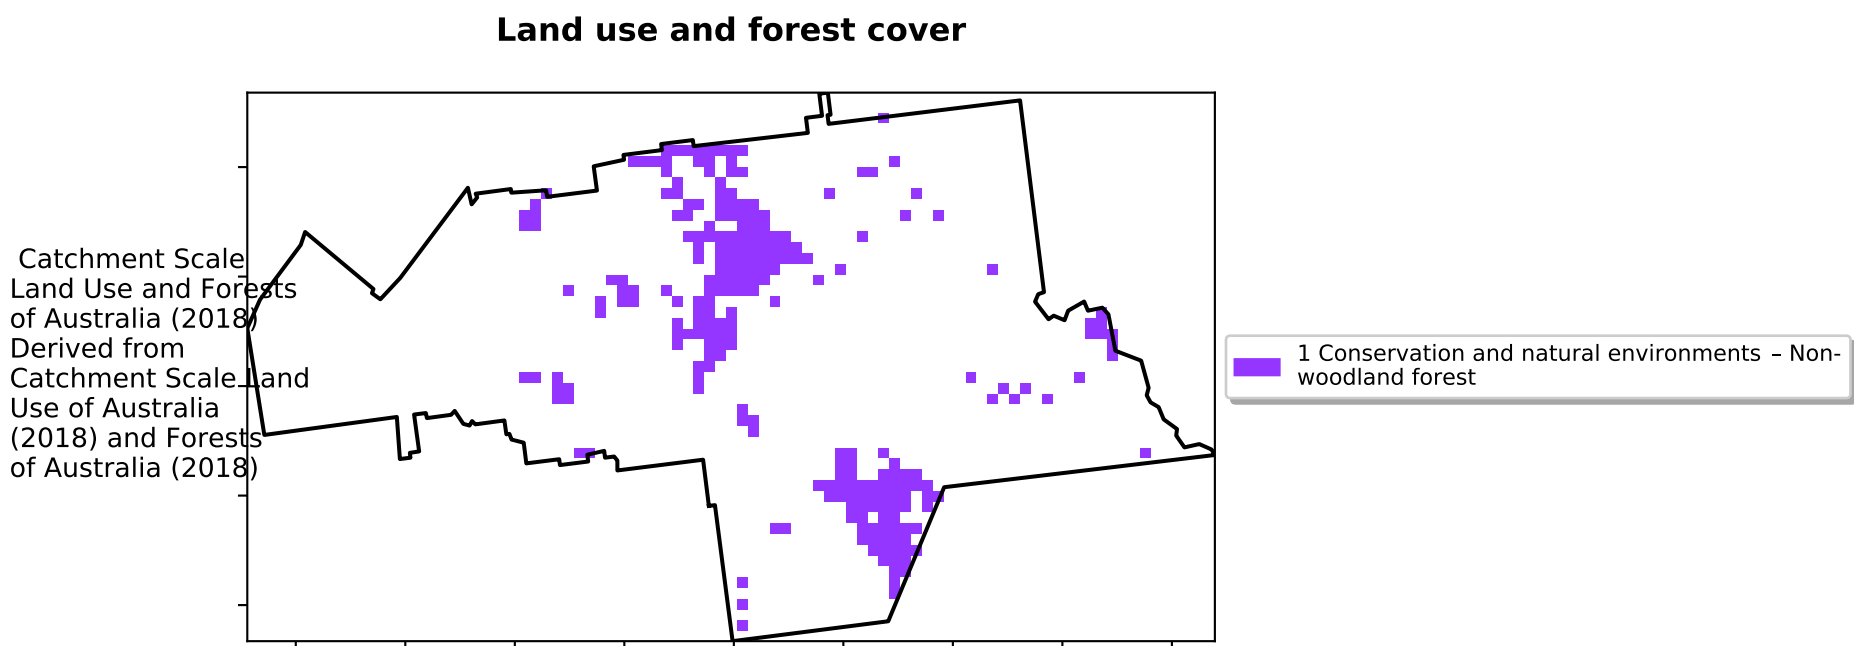 Land use and forest cover
Catchment Scale
Land Use and Forests
of Australia (2018)
Derived from
Catchment Scale Land
Use of Australia
(2018) and Forests
of Australia (2018)
1 Conservation and natural environments – Non-
woodland forest